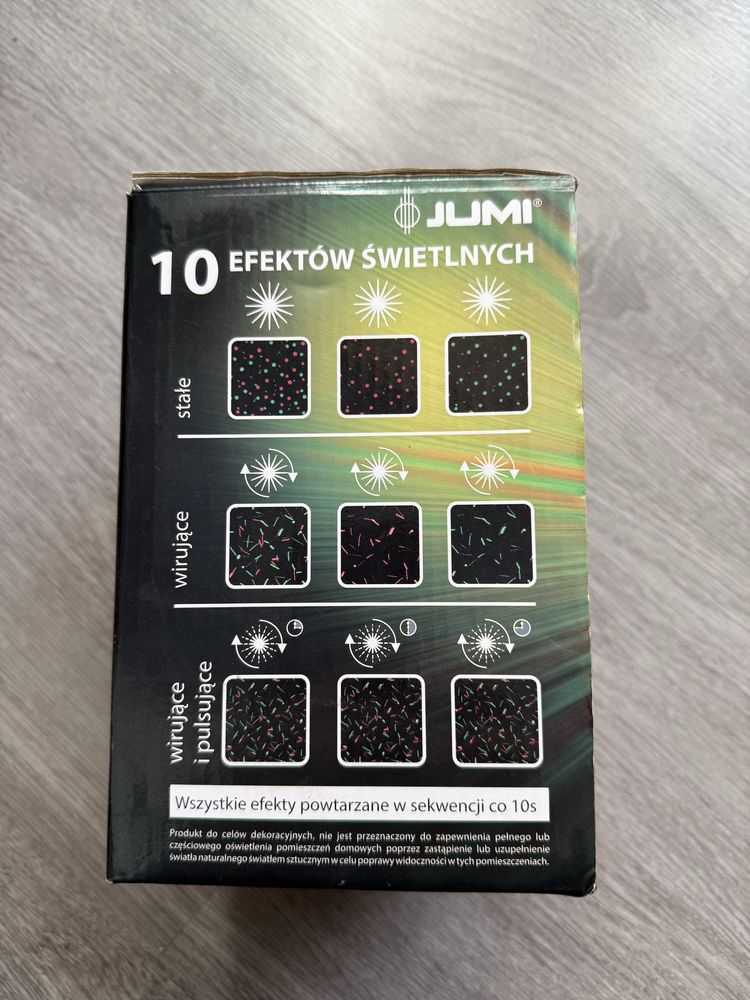 JUMI®
10 EFEKTÓW ŚWIETLNYCH
stałe
wirujące
wirujące
i pulsujące
Wszystkie efekty powtarzane w sekwencji co 10s
Produkt do celów dekoracyjnych, nie jest przeznaczony do zapewnienia pełnego lub
częściowego oświetlenia pomieszczeń domowych poprzez zastąpienie lub uzupełnienie
światła naturalnego światłem sztucznym w celu poprawy widoczności w tych pomieszczeniach.